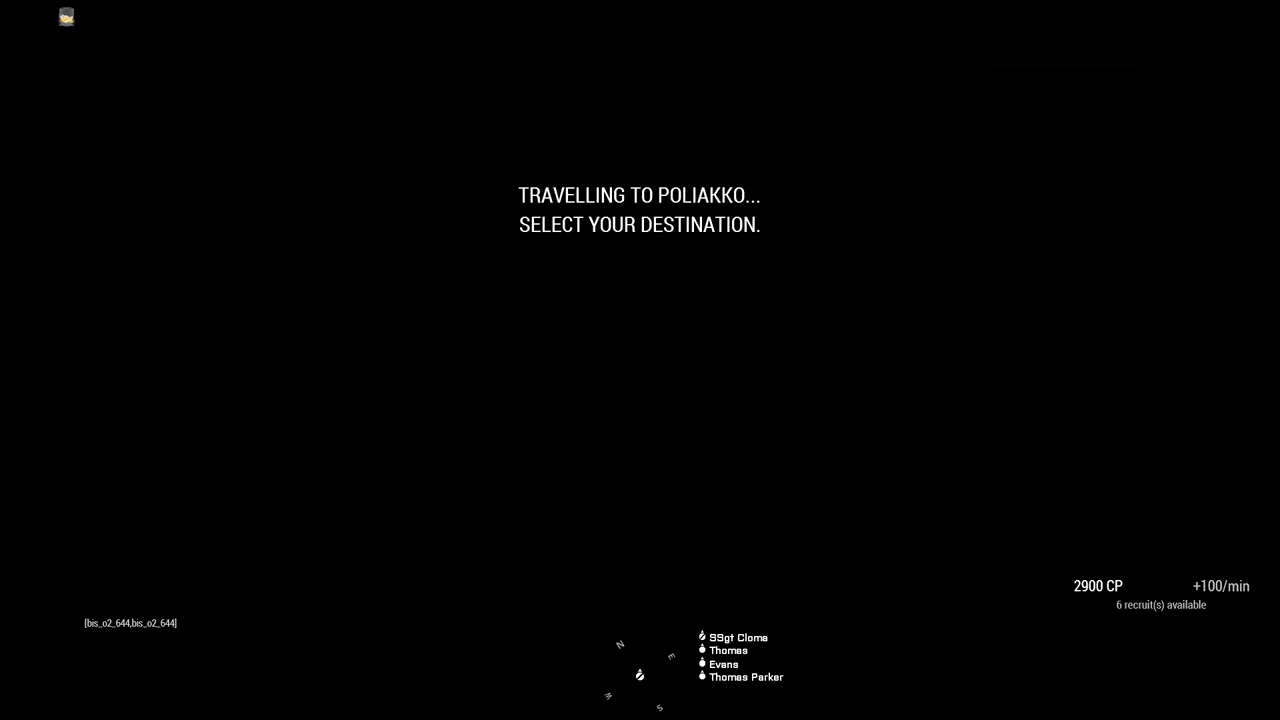 TRAVELLING TO POLIAKKO...
SELECT YOUR DESTINATION.
2900 CP +100/min
6 recruit(s) available
[bis_o2_644,bis_o2_644]
N
E
W
S
SSgt Cloma
Thomas
Evans
Thomas Parker